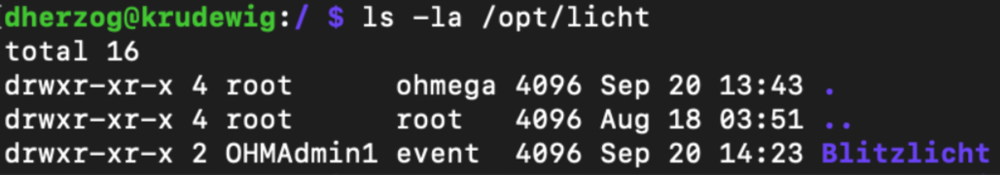 [dherzog@krudewig:/ $ ls -la /opt/licht
total 16
drwxr-xr-x 4 root      ohmega 4096 Sep 20 13:43 .
drwxr-xr-x 4 root      root   4096 Aug 18 03:51 ..
drwxr-xr-x 2 OHMAdmin1 event  4096 Sep 20 14:23 Blitzlicht